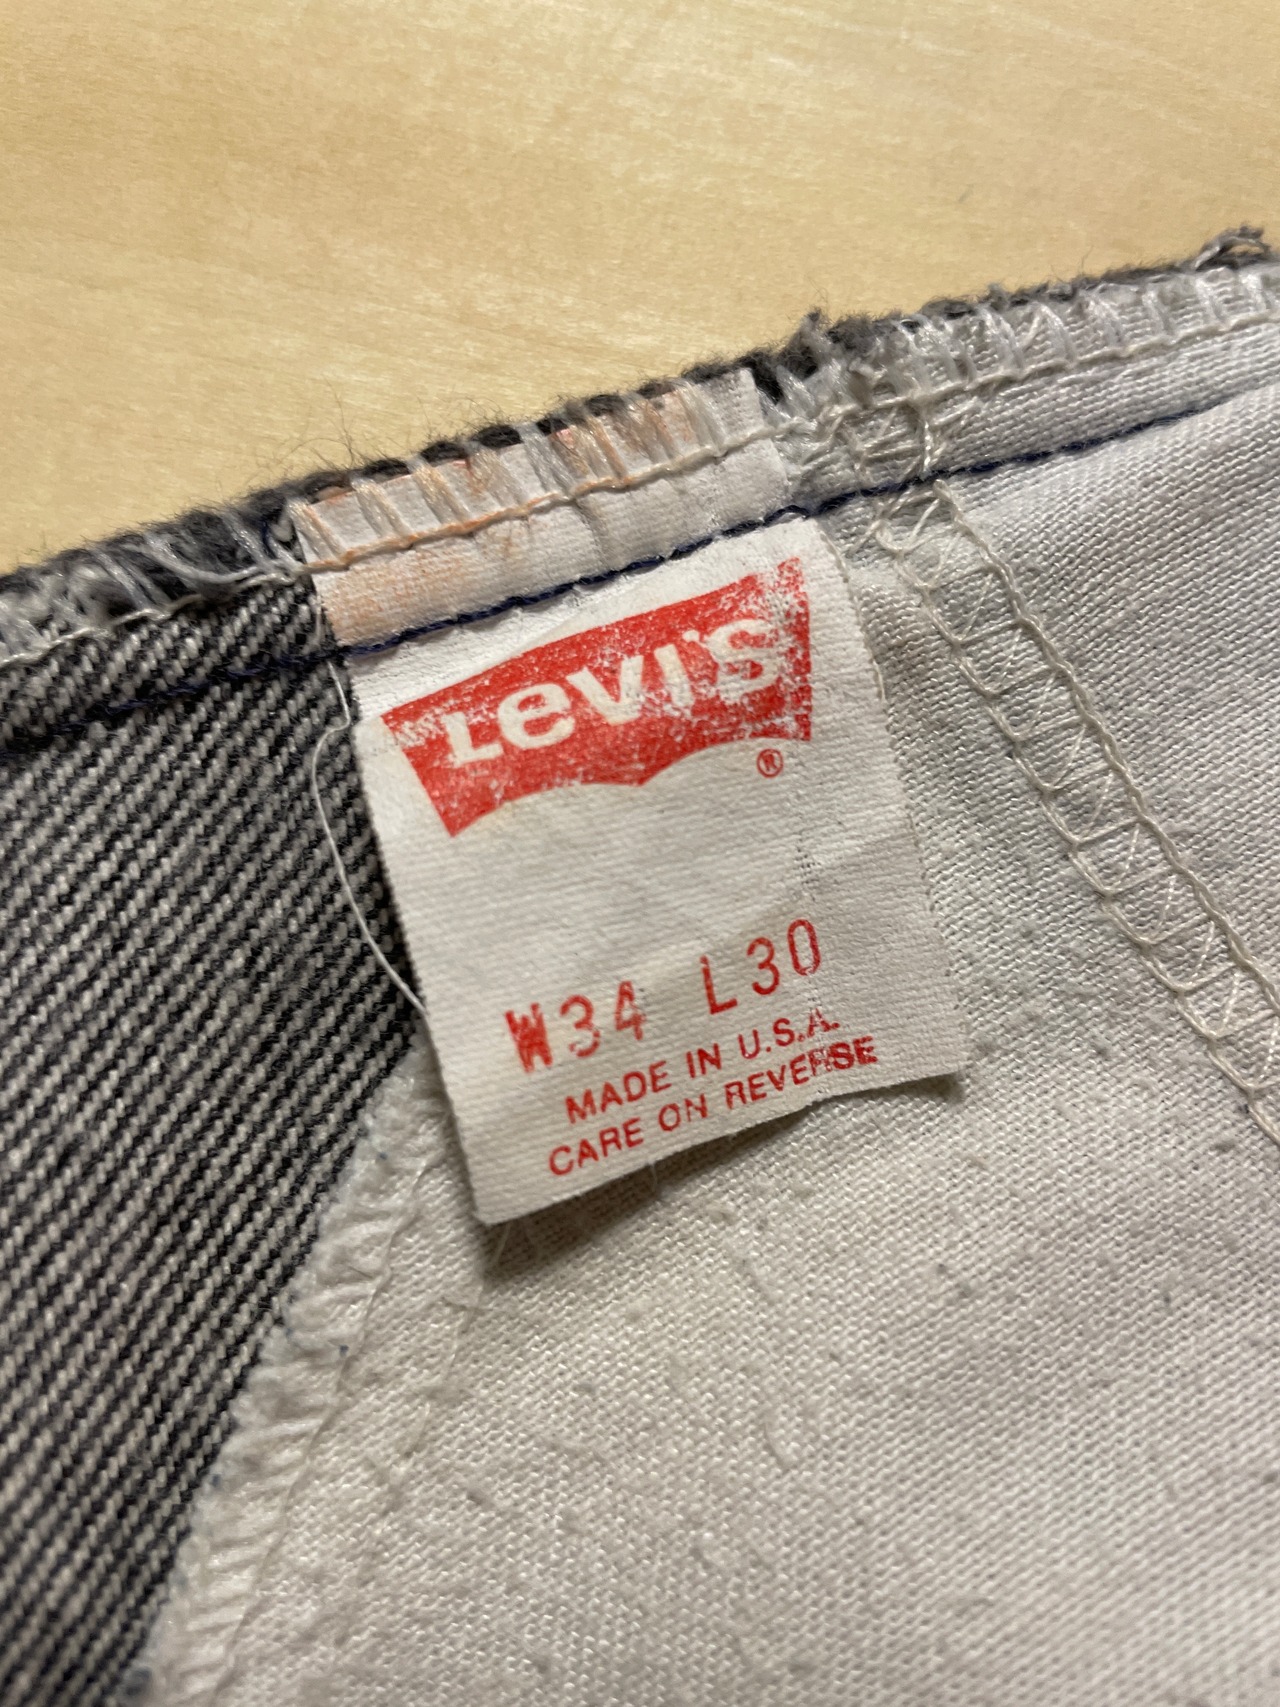 Levi's
®
W34 L30
MADE IN U.S.A.
CARE ON REVERSE